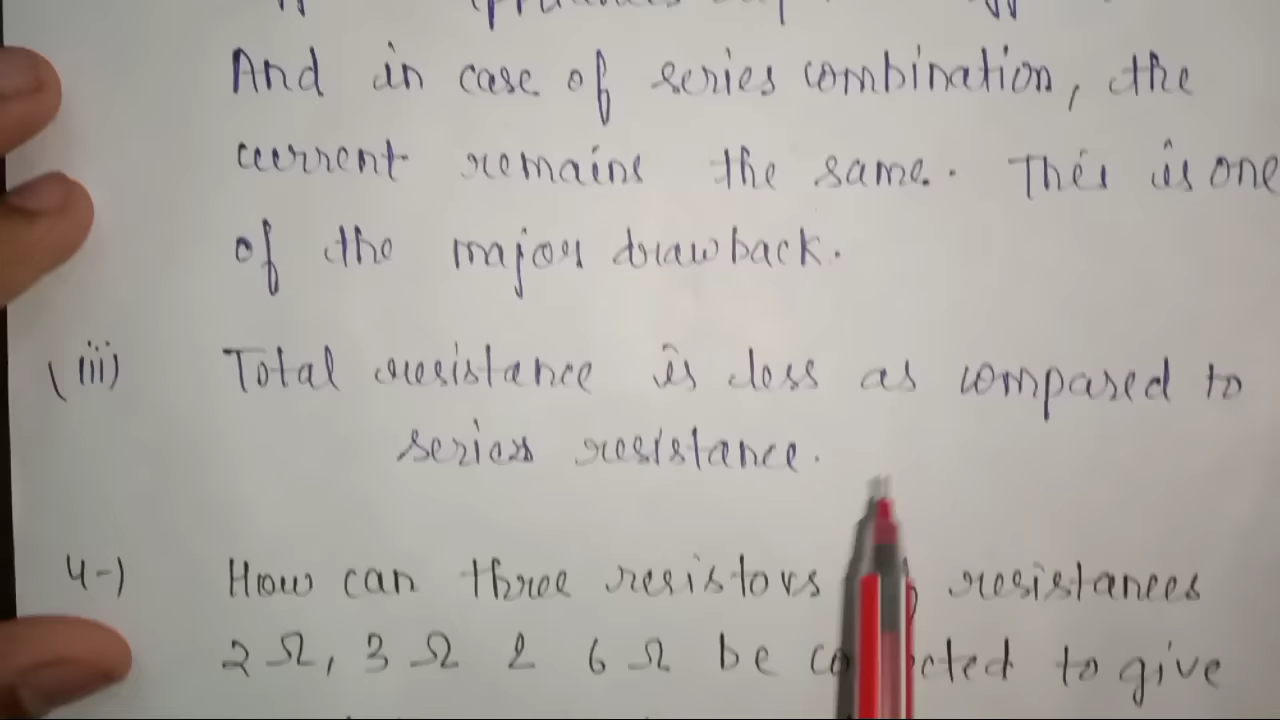 And in case of series combination, the
current remains the same. This is one
of the major drawback.
(iii) Total resistance is less as compared to
series resistance.
4-) How can three resistors resistances
2 Ω, 3 Ω & 6 Ω be connected to give